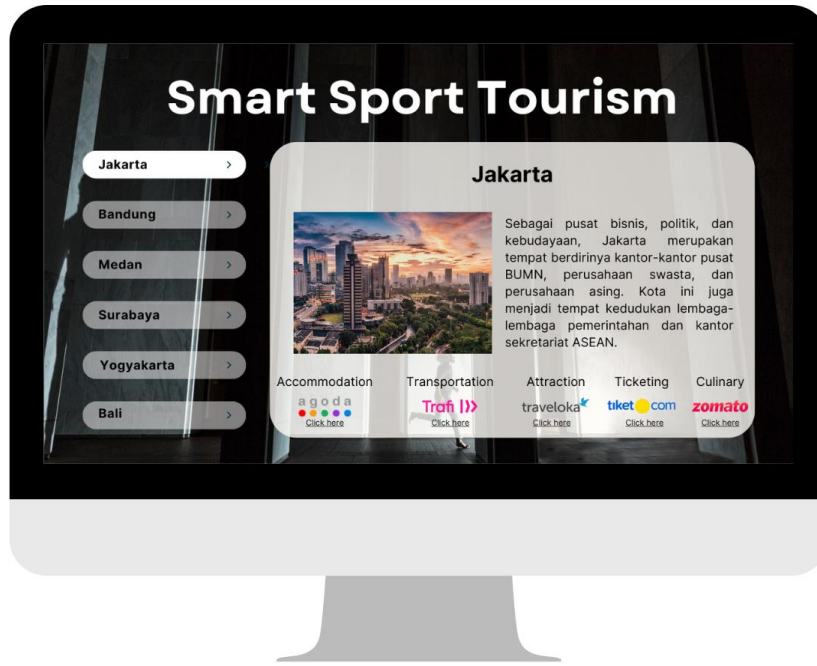 Smart Sport Tourism
Jakarta >
Bandung >
Medan >
Surabaya >
Yogyakarta >
Bali >
Jakarta
Sebagai pusat bisnis, politik, dan
kebudayaan, Jakarta merupakan
tempat berdirinya kantor-kantor pusat
BUMN, perusahaan swasta, dan
perusahaan asing. Kota ini juga
menjadi tempat kedudukan lembaga-
lembaga pemerintahan dan kantor
sekretariat ASEAN.
Accommodation Transportation Attraction Ticketing Culinary
agoda Trafi traveloka tiket com zomato
Click here Click here Click here Click here Click here